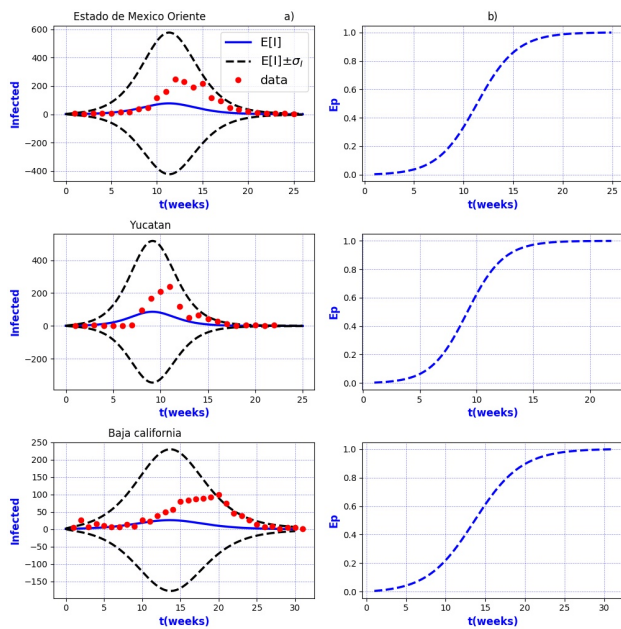 Estado de Mexico Oriente
a)
b)
600
400
200
0
−200
−400
Infected
E[I]
E[I]±σI
data
0 5 10 15 20 25
t(weeks)
1.0
0.8
0.6
0.4
0.2
0.0
Ep
0 5 10 15 20 25
t(weeks)
Yucatan
400
200
0
−200
Infected
0 5 10 15 20 25
t(weeks)
1.0
0.8
0.6
0.4
0.2
0.0
Ep
0 5 10 15 20
t(weeks)
Baja california
250
200
150
100
50
0
−50
−100
−150
Infected
0 5 10 15 20 25 30
t(weeks)
1.0
0.8
0.6
0.4
0.2
0.0
Ep
0 5 10 15 20 25 30
t(weeks)